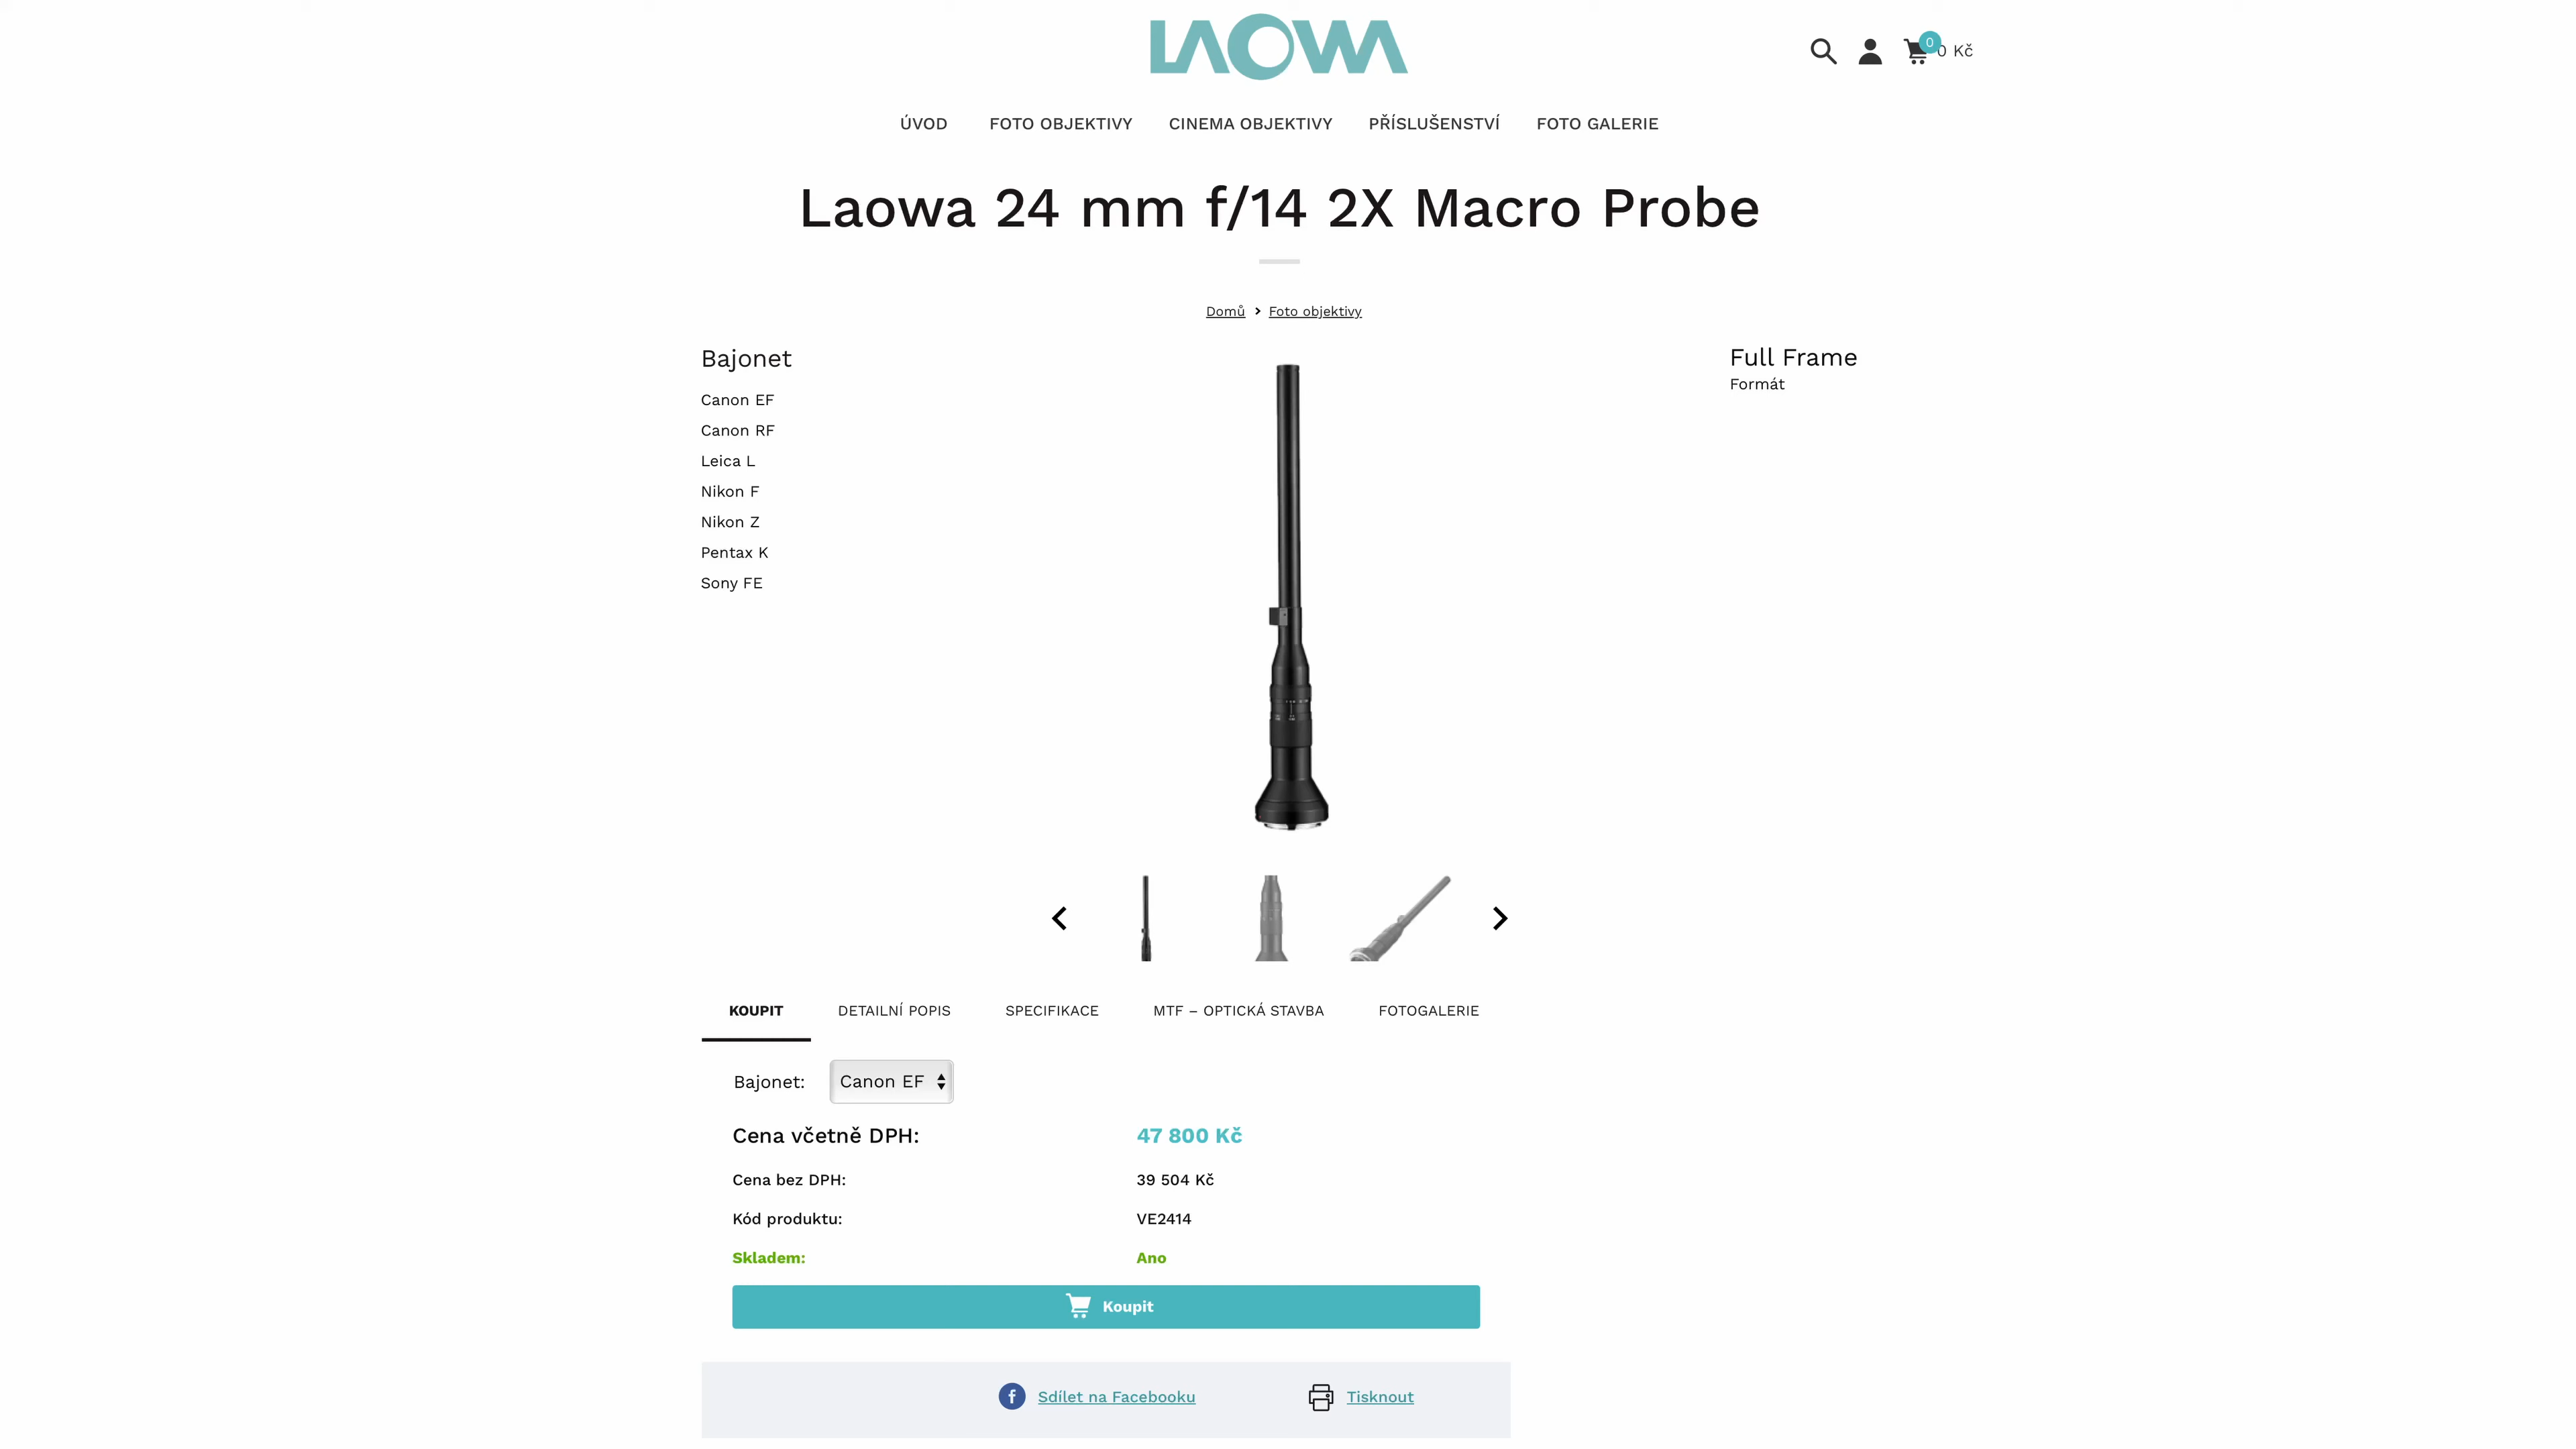 LAOWA
0
0 Kč
ÚVOD FOTO OBJEKTIVY CINEMA OBJEKTIVY PŘÍSLUŠENSTVÍ FOTO GALERIE
Laowa 24 mm f/14 2X Macro Probe
Domů > Foto objektivy
Bajonet
Canon EF
Canon RF
Leica L
Nikon F
Nikon Z
Pentax K
Sony FE
Full Frame
Formát
KOUPIT DETAILNÍ POPIS SPECIFIKACE MTF – OPTICKÁ STAVBA FOTOGALERIE
Bajonet: Canon EF
Cena včetně DPH: 47 800 Kč
Cena bez DPH: 39 504 Kč
Kód produktu: VE2414
Skladem: Ano
Koupit
Sdílet na Facebooku Tisknout